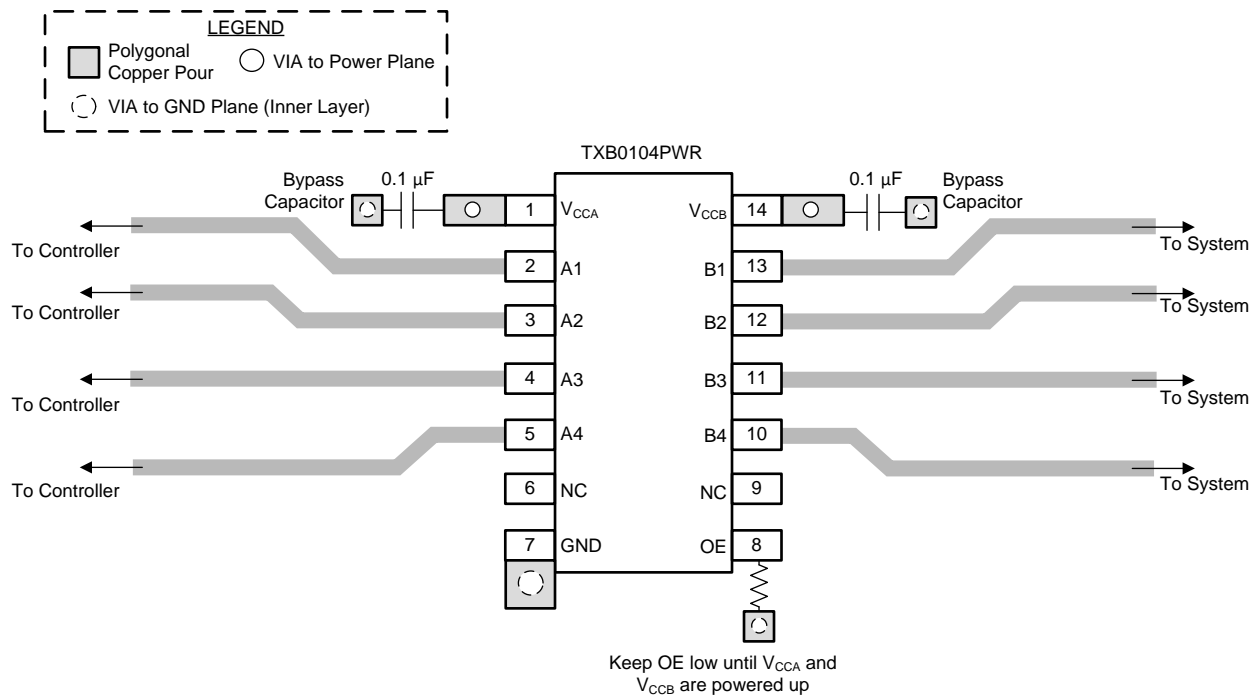 LEGEND
Polygonal
Copper Pour
VIA to Power Plane
VIA to GND Plane (Inner Layer)
TXB0104PWR
Bypass
Capacitor
0.1 µF
0.1 µF
Bypass
Capacitor
1 VCCA
VCCB 14
To Controller
To System
2 A1
B1 13
To Controller
To System
3 A2
B2 12
To Controller
To System
4 A3
B3 11
To Controller
To System
5 A4
B4 10
6 NC
NC 9
7 GND
OE 8
Keep OE low until VCCA and
VCCB are powered up